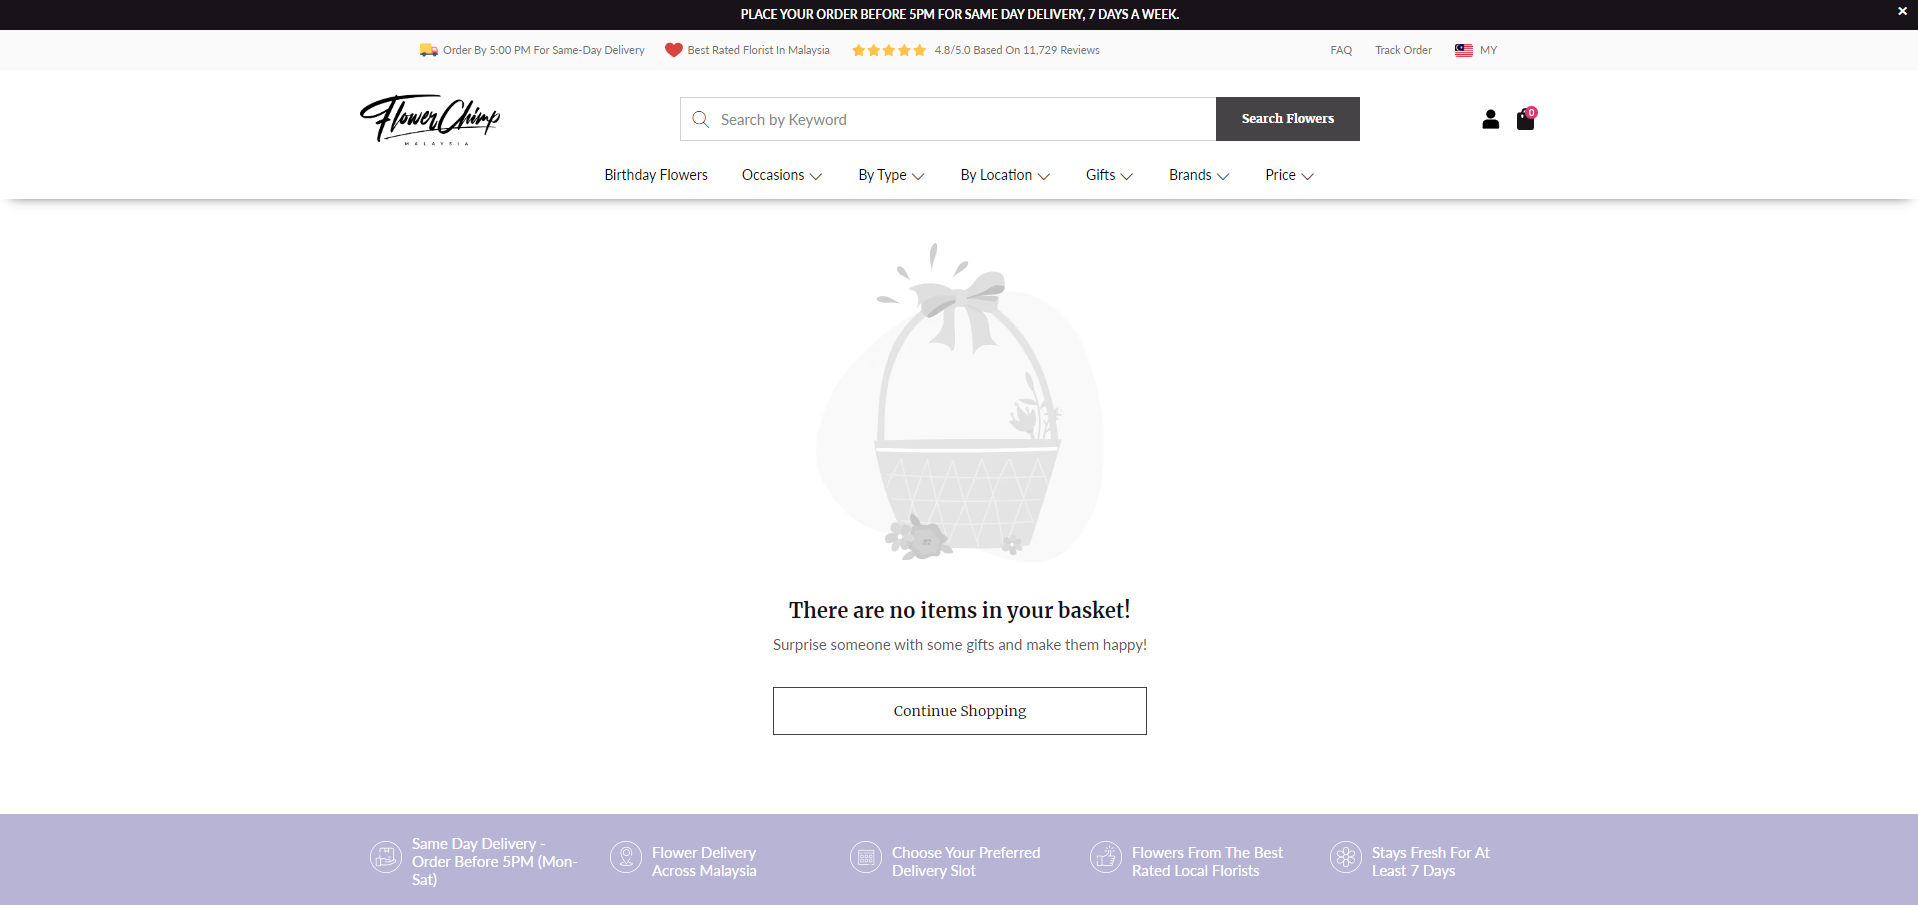 PLACE YOUR ORDER BEFORE 5PM FOR SAME DAY DELIVERY, 7 DAYS A WEEK.
×
Order By 5:00 PM For Same-Day Delivery
Best Rated Florist In Malaysia
4.8/5.0 Based On 11,729 Reviews
FAQ
Track Order
MY
Flower Chimp
MALAYSIA
Search by Keyword
Search Flowers
0
Birthday Flowers
Occasions
By Type
By Location
Gifts
Brands
Price
There are no items in your basket!
Surprise someone with some gifts and make them happy!
Continue Shopping
Same Day Delivery -
Order Before 5PM (Mon-
Sat)
Flower Delivery
Across Malaysia
Choose Your Preferred
Delivery Slot
Flowers From The Best
Rated Local Florists
Stays Fresh For At
Least 7 Days